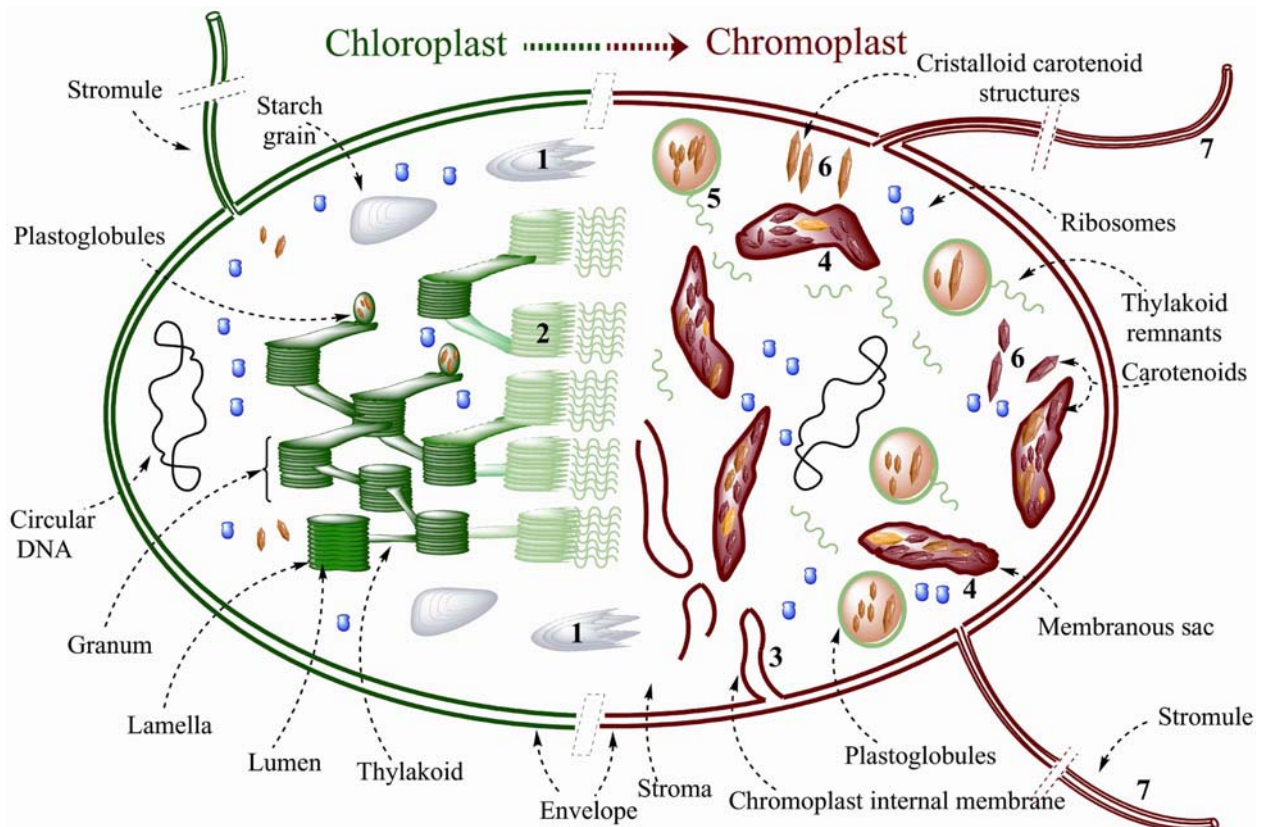 Chloroplast
Chromoplast
Stromule
Starch
grain
Cristalloid carotenoid
structures
1
5
6
7
Plastoglobules
4
Ribosomes
2
Thylakoid
remnants
6
Carotenoids
Circular
DNA
4
Granum
1
3
Membranous sac
Lamella
Lumen
Thylakoid
Envelope
Stroma
Plastoglobules
Chromoplast internal membrane
Stromule
7